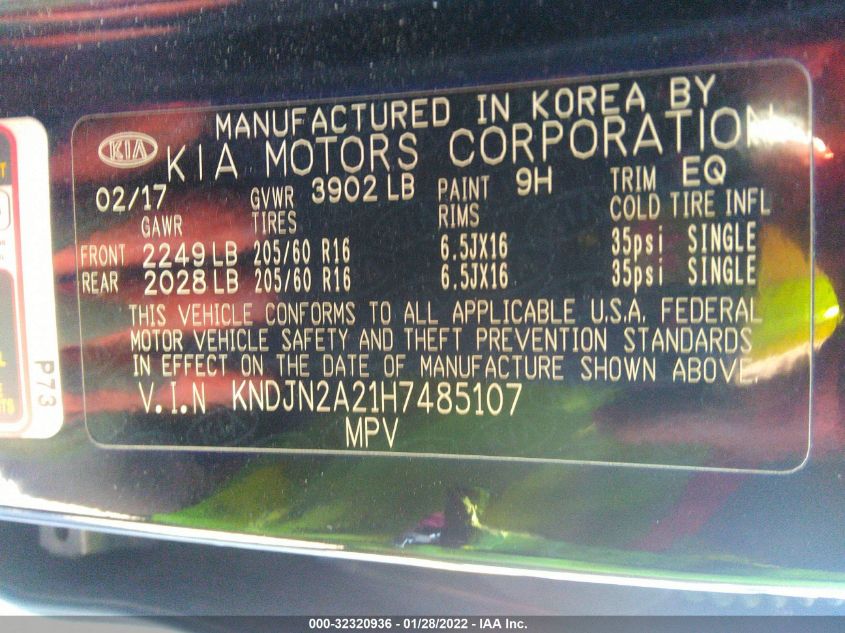 MANUFACTURED IN KOREA BY
KIA KIA MOTORS CORPORATION
02/17 GVWR 3902 LB PAINT 9H TRIM EQ
GAWR TIRES RIMS COLD TIRE INFL
FRONT 2249 LB 205/60 R16 6.5JX16 35psi SINGLE
REAR 2028 LB 205/60 R16 6.5JX16 35psi SINGLE
THIS VEHICLE CONFORMS TO ALL APPLICABLE U.S.A. FEDERAL
MOTOR VEHICLE SAFETY AND THEFT PREVENTION STANDARDS
IN EFFECT ON THE DATE OF MANUFACTURE SHOWN ABOVE.
V.I.N KNDJN2A21H7485107
MPV
P73
000-32320936 - 01/28/2022 - IAA Inc.